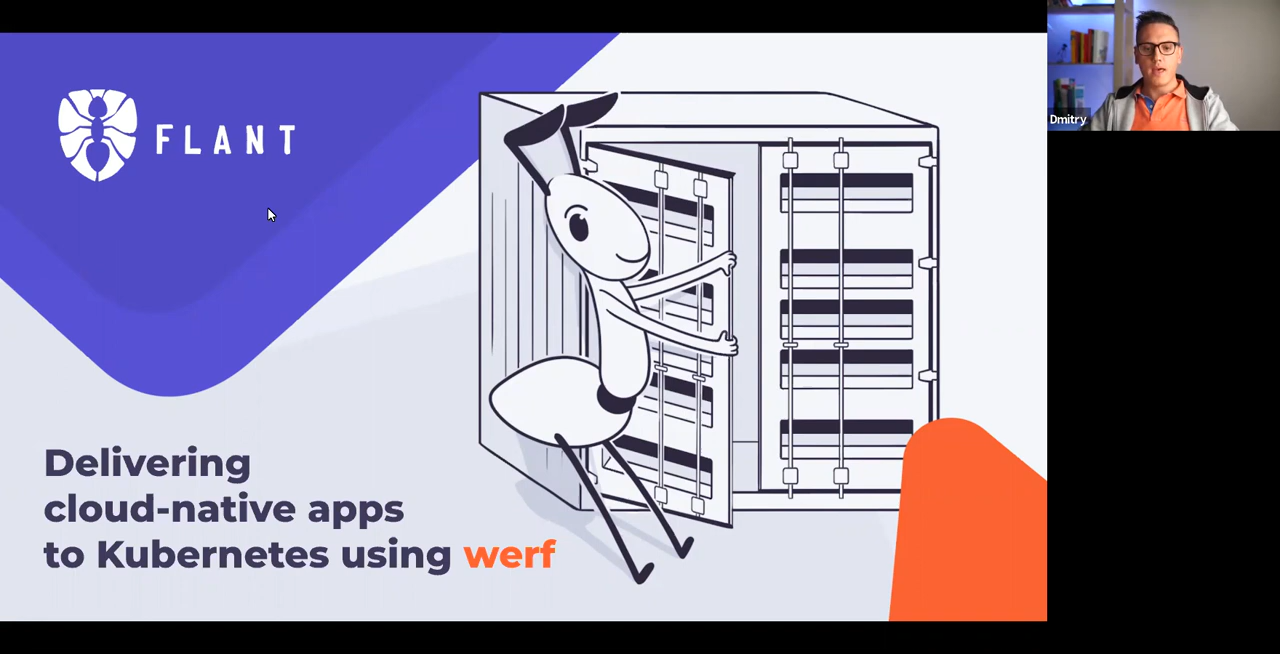 FLANT
Dmitry
Delivering
cloud-native apps
to Kubernetes using werf